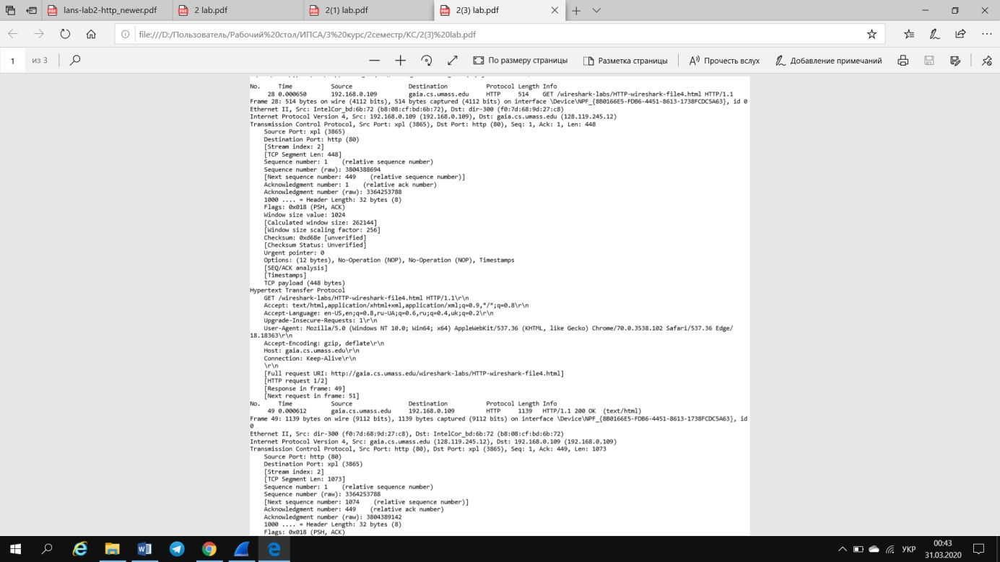 lans-lab2-http_newer.pdf
2 lab.pdf
2(1) lab.pdf
2(3) lab.pdf
file:///D:/Пользователь/Рабочий%20стол/ИПСА/3%20курс/2семестр/КС/2(3)%20lab.pdf
1 из 3
По размеру страницы
Разметка страницы
Прочесть вслух
Добавление примечаний
No. Time Source Destination Protocol Length Info
28 0.000650 192.168.0.109 gaia.cs.umass.edu HTTP 514 GET /wireshark-labs/HTTP-wireshark-file4.html HTTP/1.1
Frame 28: 514 bytes on wire (4112 bits), 514 bytes captured (4112 bits) on interface \Device\NPF_{8B0166E5-FDB6-4451-8613-1738FCDC5A63}, id 0
Ethernet II, Src: IntelCor_bd:6b:72 (b8:08:cf:bd:6b:72), Dst: dir-300 (f0:7d:68:9d:27:c8)
Internet Protocol Version 4, Src: 192.168.0.109 (192.168.0.109), Dst: gaia.cs.umass.edu (128.119.245.12)
Transmission Control Protocol, Src Port: xpl (3865), Dst Port: http (80), Seq: 1, Ack: 1, Len: 448
Source Port: xpl (3865)
Destination Port: http (80)
[Stream index: 2]
[TCP Segment Len: 448]
Sequence number: 1 (relative sequence number)
Sequence number (raw): 3804388694
[Next sequence number: 449 (relative sequence number)]
Acknowledgment number: 1 (relative ack number)
Acknowledgment number (raw): 3364253788
1000 .... = Header Length: 32 bytes (8)
Flags: 0x018 (PSH, ACK)
Window size value: 1024
[Calculated window size: 262144]
[Window size scaling factor: 256]
Checksum: 0xd68e [unverified]
[Checksum Status: Unverified]
Urgent pointer: 0
Options: (12 bytes), No-Operation (NOP), No-Operation (NOP), Timestamps
[SEQ/ACK analysis]
[Timestamps]
TCP payload (448 bytes)
Hypertext Transfer Protocol
GET /wireshark-labs/HTTP-wireshark-file4.html HTTP/1.1\r\n
Accept: text/html,application/xhtml+xml,application/xml;q=0.9,*/*;q=0.8\r\n
Accept-Language: en-US,en;q=0.8,ru-UA;q=0.6,ru;q=0.4,uk;q=0.2\r\n
Upgrade-Insecure-Requests: 1\r\n
User-Agent: Mozilla/5.0 (Windows NT 10.0; Win64; x64) AppleWebKit/537.36 (KHTML, like Gecko) Chrome/70.0.3538.102 Safari/537.36 Edge/
18.18363\r\n
Accept-Encoding: gzip, deflate\r\n
Host: gaia.cs.umass.edu\r\n
Connection: Keep-Alive\r\n
\r\n
[Full request URI: http://gaia.cs.umass.edu/wireshark-labs/HTTP-wireshark-file4.html]
[HTTP request 1/2]
[Response in frame: 49]
[Next request in frame: 51]
No. Time Source Destination Protocol Length Info
49 0.000612 gaia.cs.umass.edu 192.168.0.109 HTTP 1139 HTTP/1.1 200 OK (text/html)
Frame 49: 1139 bytes on wire (9112 bits), 1139 bytes captured (9112 bits) on interface \Device\NPF_{8B0166E5-FDB6-4451-8613-1738FCDC5A63}, id
0
Ethernet II, Src: dir-300 (f0:7d:68:9d:27:c8), Dst: IntelCor_bd:6b:72 (b8:08:cf:bd:6b:72)
Internet Protocol Version 4, Src: gaia.cs.umass.edu (128.119.245.12), Dst: 192.168.0.109 (192.168.0.109)
Transmission Control Protocol, Src Port: http (80), Dst Port: xpl (3865), Seq: 1, Ack: 449, Len: 1073
Source Port: http (80)
Destination Port: xpl (3865)
[Stream index: 2]
[TCP Segment Len: 1073]
Sequence number: 1 (relative sequence number)
Sequence number (raw): 3364253788
[Next sequence number: 1074 (relative sequence number)]
Acknowledgment number: 449 (relative ack number)
Acknowledgment number (raw): 3804389142
1000 .... = Header Length: 32 bytes (8)
Flags: 0x018 (PSH, ACK)
УКР
00:43
31.03.2020